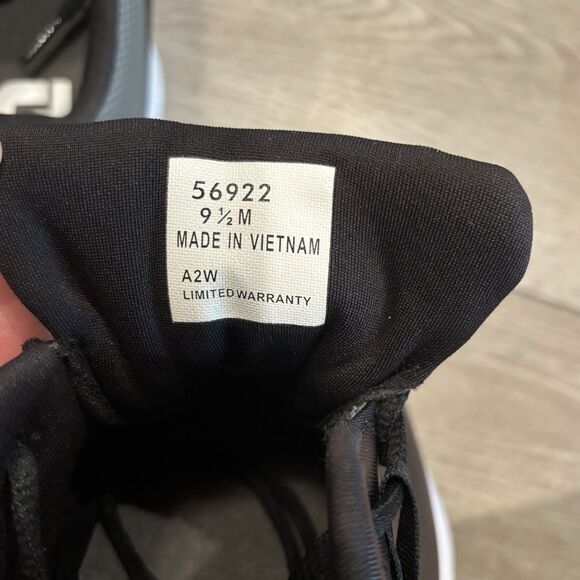 56922
9 ½ M
MADE IN VIETNAM
A2W
LIMITED WARRANTY